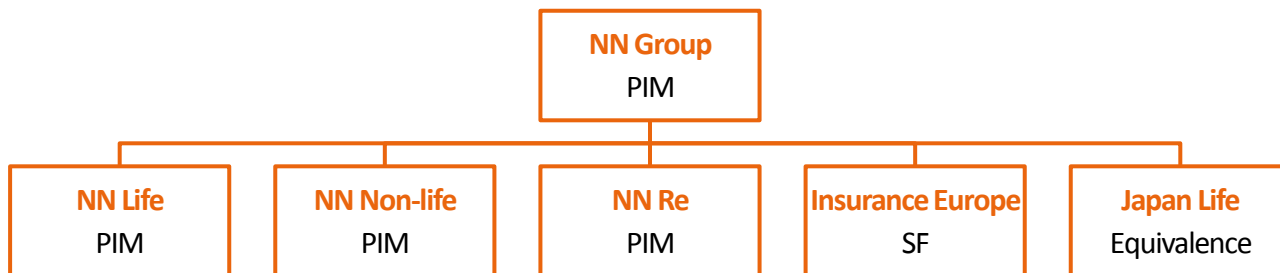 NN Group
PIM
NN Life
PIM
NN Non-life
PIM
NN Re
PIM
Insurance Europe
SF
Japan Life
Equivalence